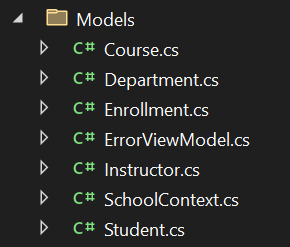 Models
C# Course.cs
C# Department.cs
C# Enrollment.cs
C# ErrorViewModel.cs
C# Instructor.cs
C# SchoolContext.cs
C# Student.cs